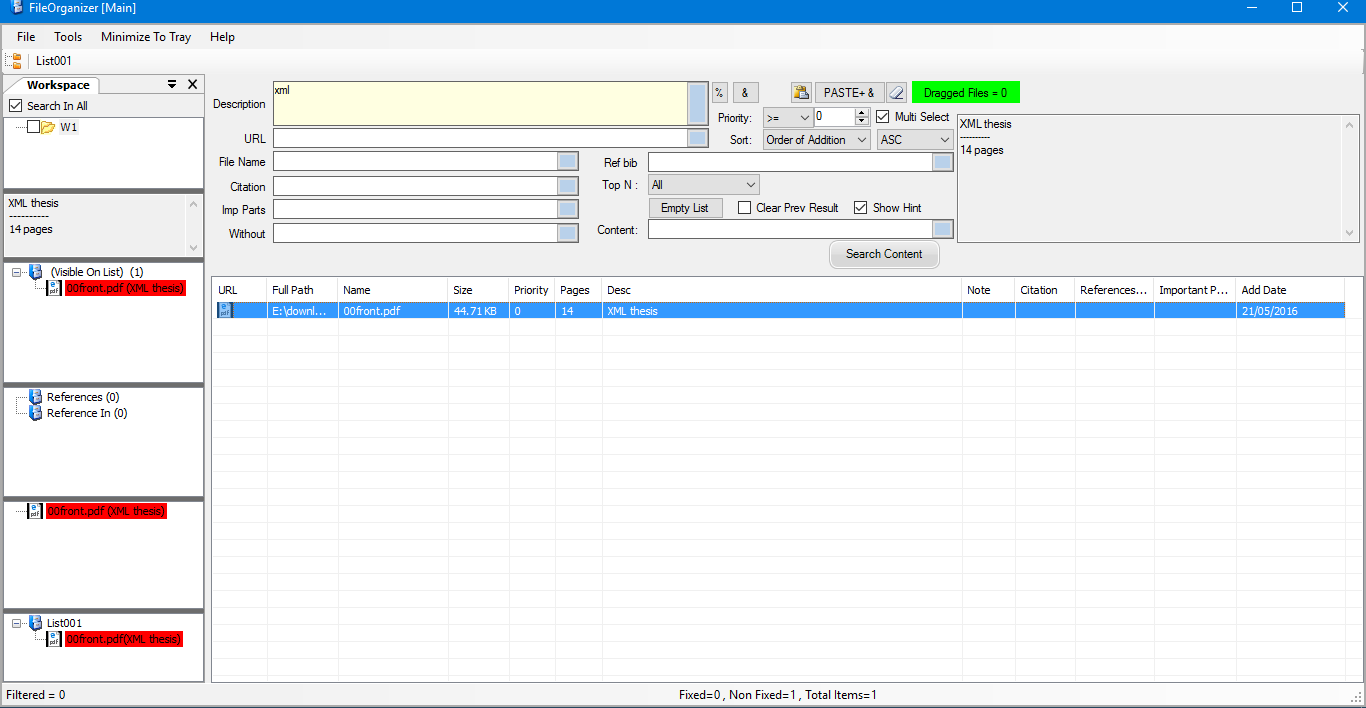 FileOrganizer [Main]
File Tools Minimize To Tray Help
List001
Workspace
Search In All
W1
XML thesis
----------
14 pages
(Visible On List) (1)
00front.pdf (XML thesis)
References (0)
Reference In (0)
00front.pdf (XML thesis)
List001
00front.pdf(XML thesis)
Description xml % & PASTE+ & Dragged Files = 0
Priority: >= 0 Multi Select
URL Sort: Order of Addition ASC
File Name Ref bib
Citation Top N : All
Imp Parts Empty List Clear Prev Result Show Hint
Without Content:
Search Content
XML thesis
----------
14 pages
URL Full Path Name Size Priority Pages Desc Note Citation References... Important P... Add Date
E:\downl... 00front.pdf 44.71 KB 0 14 XML thesis 21/05/2016
Filtered = 0 Fixed=0 , Non Fixed=1 , Total Items=1